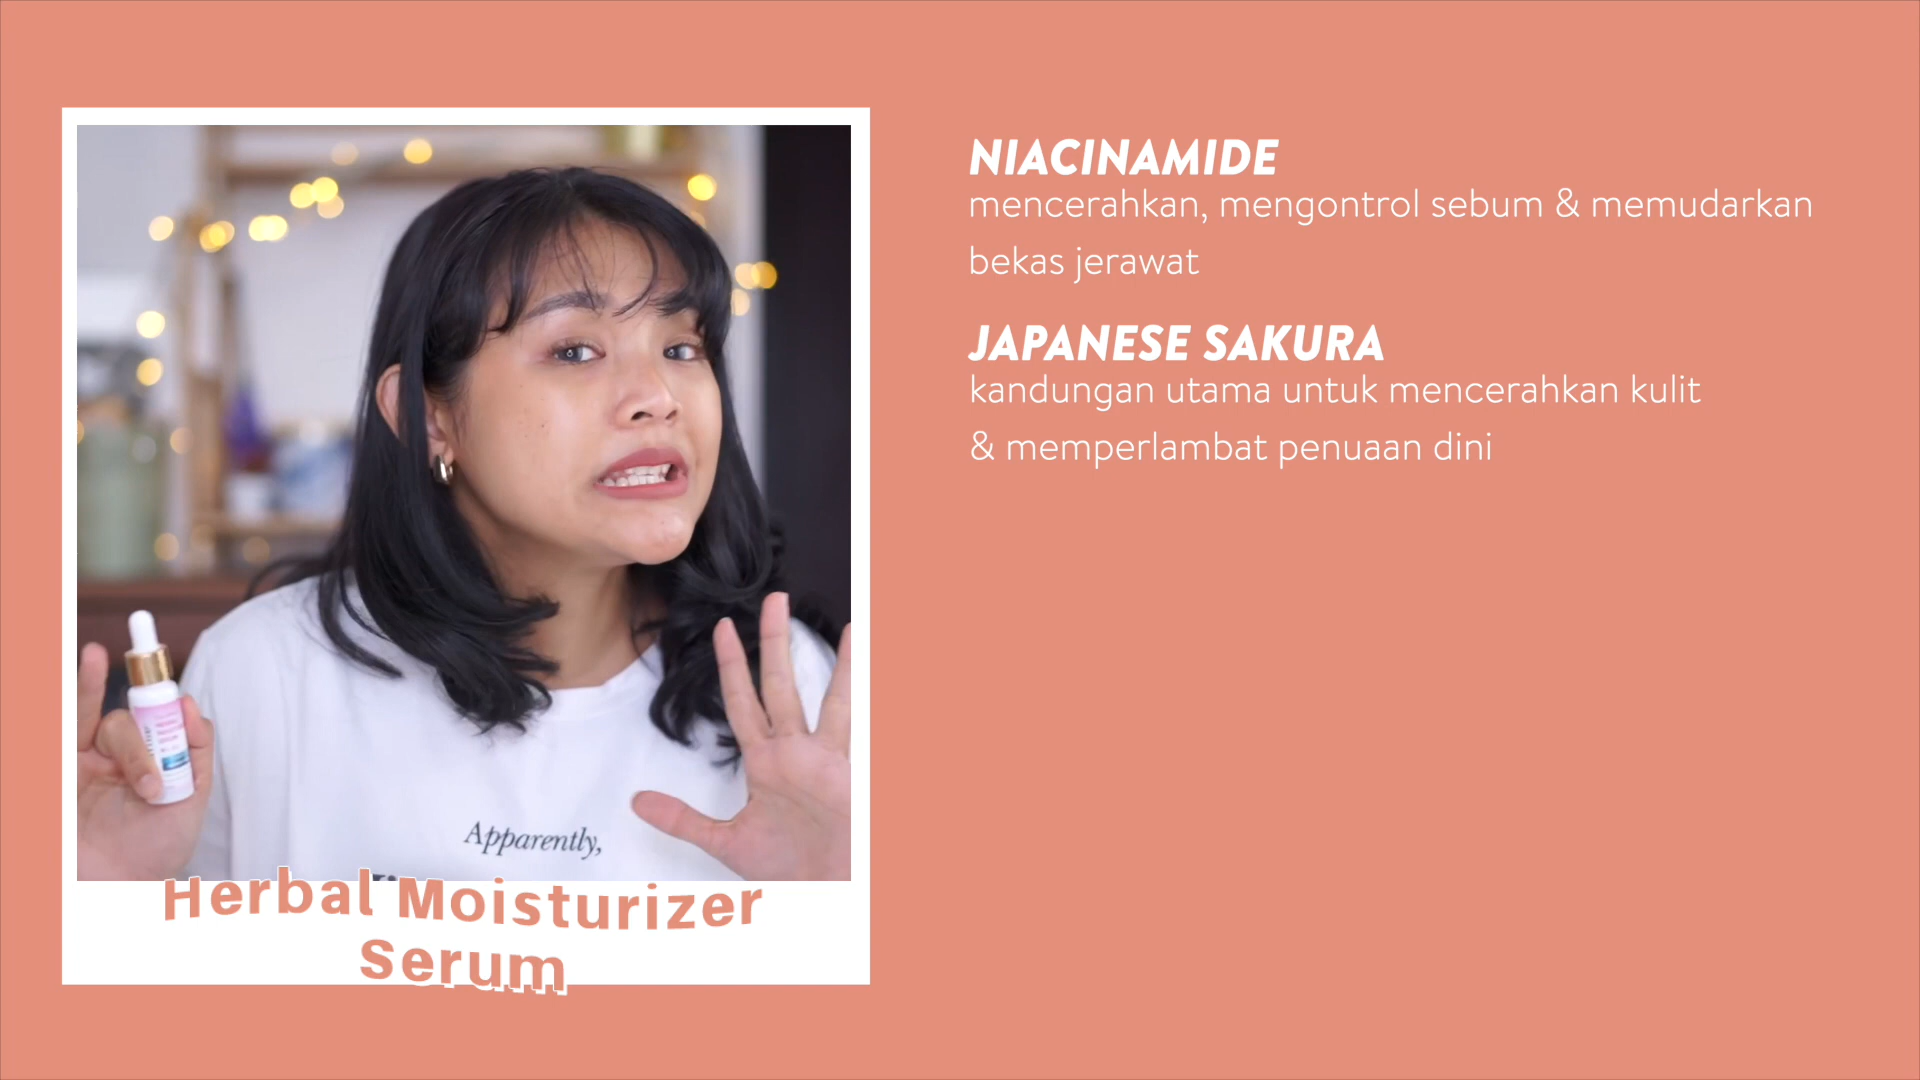 NIACINAMIDE
mencerahkan, mengontrol sebum & memudarkan
bekas jerawat
JAPANESE SAKURA
kandungan utama untuk mencerahkan kulit
& memperlambat penuaan dini
Apparently,
Herbal Moisturizer
Serum